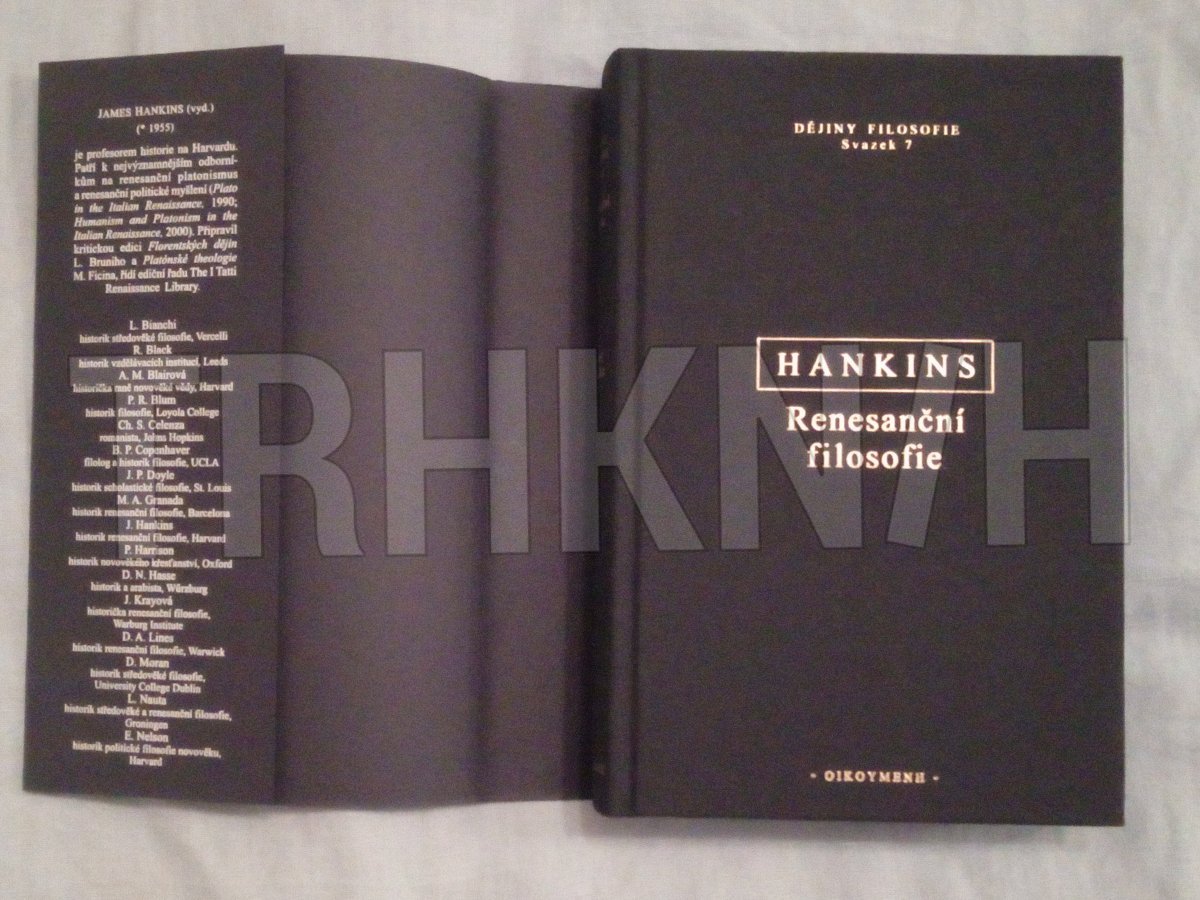 JAMES HANKINS (vyd.)
(* 1955)
je profesorem historie na Harvardu.
Patří k nejvýznamnějším odborní-
kům na renesanční platonismus
a renesanční politické myšlení (Plato
in the Italian Renaissance, 1990;
Humanism and Platonism in the
Italian Renaissance, 2000). Připravil
kritickou edici Florentských dějin
L. Bruniho a Platónské theologie
M. Ficina, řídí ediční řadu The I Tatti
Renaissance Library.
L. Bianchi
historik středověké filosofie, Vercelli
R. Black
historik vzdělávacích institucí, Leeds
A. M. Blairová
historička raně novověké vědy, Harvard
P. R. Blum
historik filosofie, Loyola College
Ch. S. Celenza
romanista, Johns Hopkins
B. P. Copenhaver
filolog a historik filosofie, UCLA
J. P. Doyle
historik scholastické filosofie, St. Louis
M. A. Granada
historik renesanční filosofie, Barcelona
J. Hankins
historik renesanční filosofie, Harvard
P. Harrison
historik novověkého křesťanství, Oxford
D. N. Hasse
historik a arabista, Würzburg
J. Krayová
historička renesanční filosofie,
Warburg Institute
D. A. Lines
historik renesanční filosofie, Warwick
D. Moran
historik středověké filosofie,
University College Dublin
L. Nauta
historik středověké a renesanční filosofie,
Groningen
E. Nelson
historik politické filosofie novověku,
Harvard
DĚJINY FILOSOFIE
Svazek 7
HANKINS
Renesanční
filosofie
- ΟΙΚΟΥΜΕΝΗ -
TRHKNIH